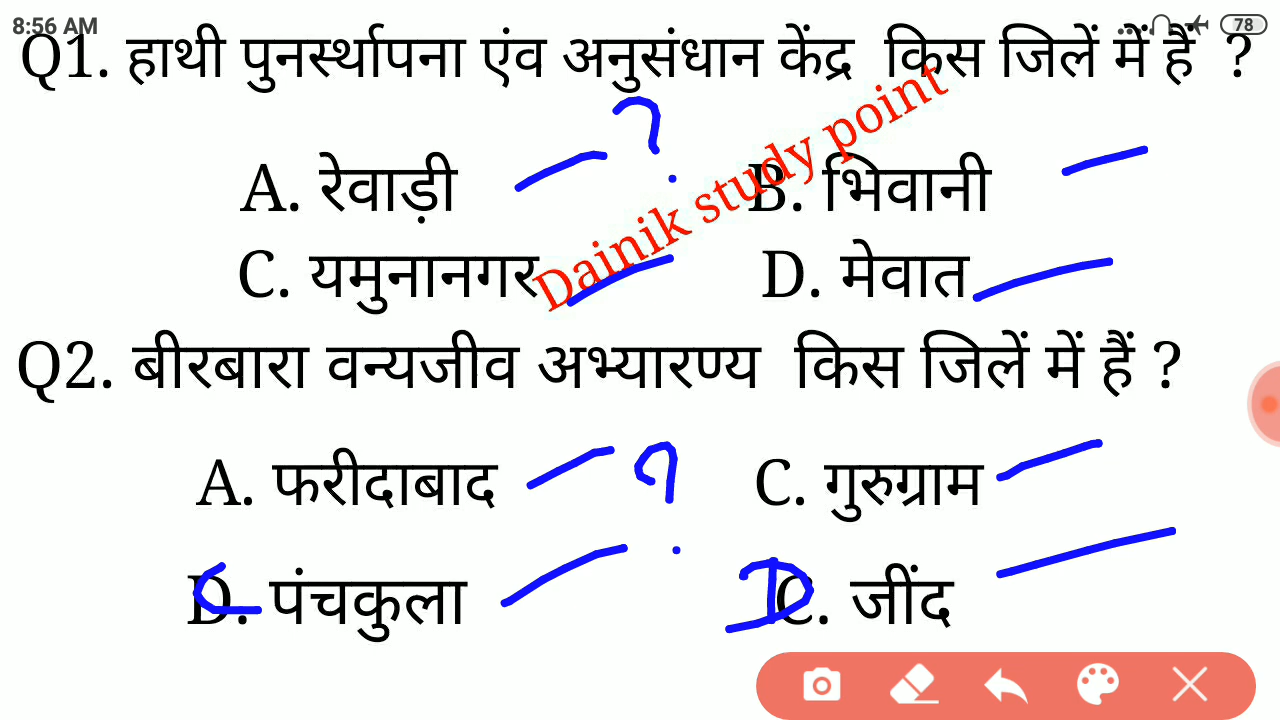 8:56 AM 78
Q1. हाथी पुनर्स्थापना एंव अनुसंधान केंद्र किस जिलें में हैं ?
?
A. रेवाड़ी B. भिवानी
Dainik study point
C. यमुनानगर D. मेवात
Q2. बीरबारा वन्यजीव अभ्यारण्य किस जिलें में हैं ?
?
A. फरीदाबाद C. गुरुग्राम
D. पंचकुला C. जींद
C D